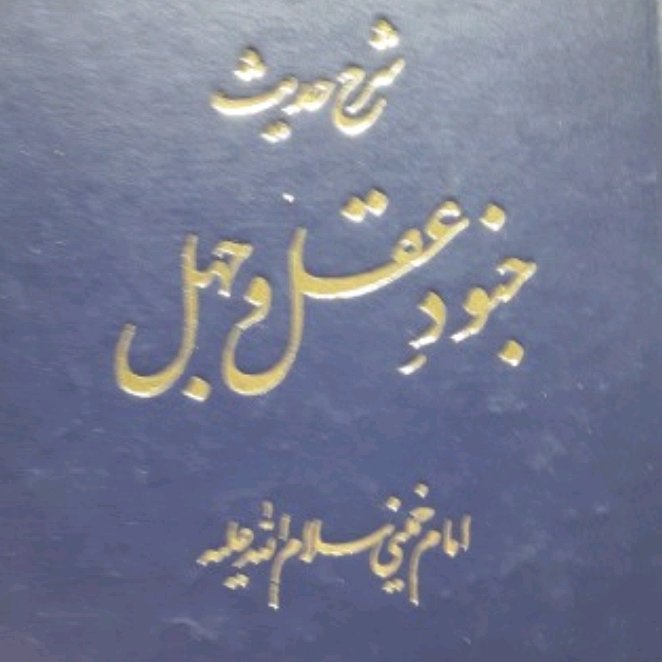 شرح حدیث
جنودِ عقل و جهل
امام خمینی سلام الله علیه